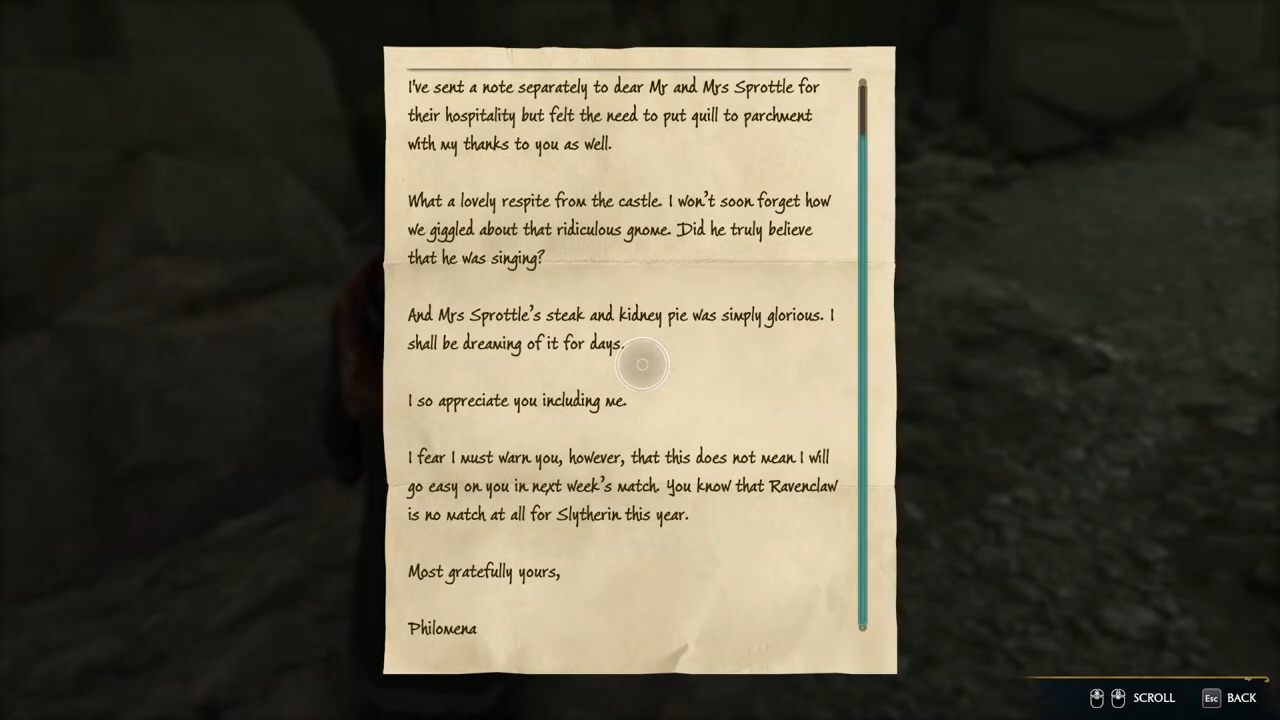 I've sent a note separately to dear Mr and Mrs Sprottle for
their hospitality but felt the need to put quill to parchment
with my thanks to you as well.
What a lovely respite from the castle. I won't soon forget how
we giggled about that ridiculous gnome. Did he truly believe
that he was singing?
And Mrs Sprottle's steak and kidney pie was simply glorious. I
shall be dreaming of it for days.
I so appreciate you including me.
I fear I must warn you, however, that this does not mean I will
go easy on you in next week's match. You know that Ravenclaw
is no match at all for Slytherin this year.
Most gratefully yours,
Philomena
SCROLL
Esc BACK